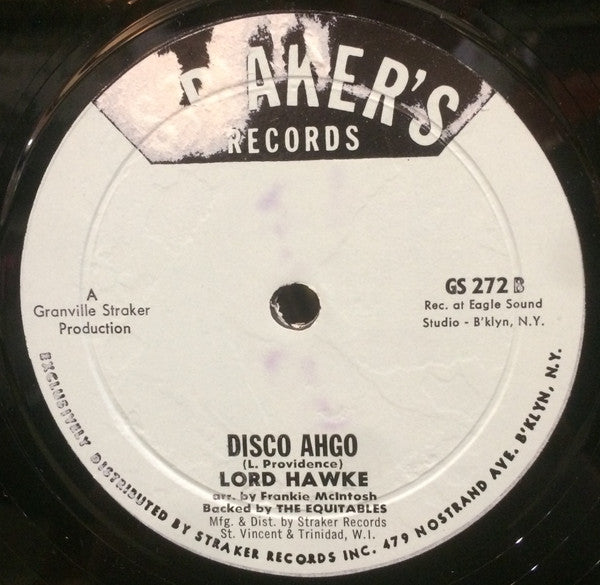 AKER'S
RECORDS
A
Granville Straker
Production
GS 272 B
Rec. at Eagle Sound
Studio - B'klyn, N.Y.
DISCO AHGO
(L. Providence)
LORD HAWKE
arr. by Frankie McIntosh
Backed by THE EQUITABLES
Mfg. & Dist. by Straker Records
St. Vincent & Trinidad, W.I.
EXCLUSIVELY DISTRIBUTED BY STRAKER RECORDS INC. 479 NOSTRAND AVE. B'KLYN, N.Y.